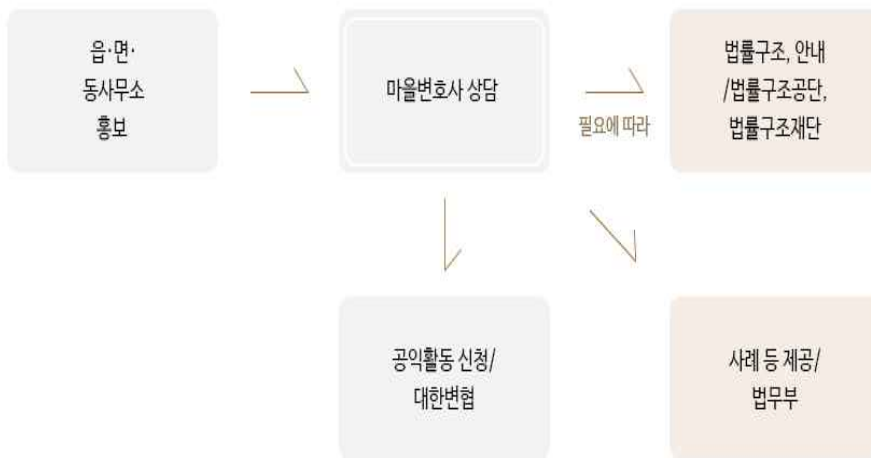 읍·면·
동사무소
홍보
마을변호사 상담
필요에 따라
법률구조, 안내
/법률구조공단,
법률구조재단
공익활동 신청/
대한변협
사례 등 제공/
법무부